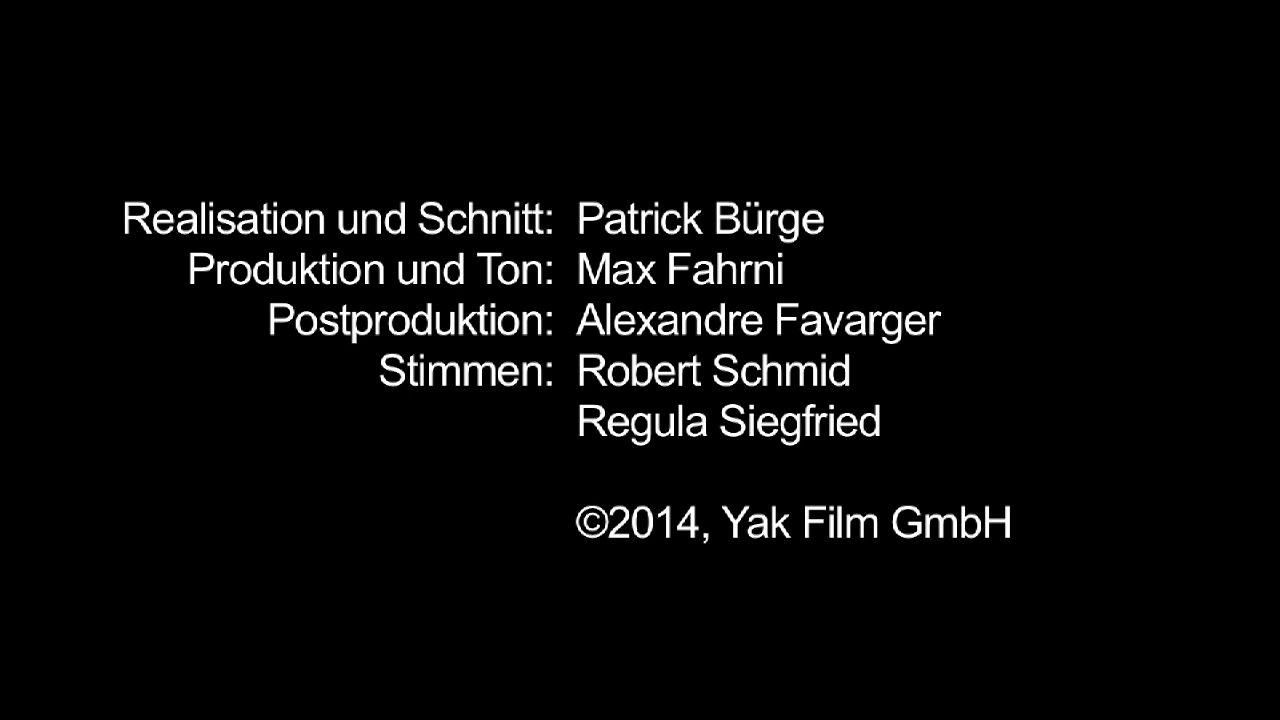 Realisation und Schnitt: Patrick Bürge
Produktion und Ton: Max Fahrni
Postproduktion: Alexandre Favarger
Stimmen: Robert Schmid
Regula Siegfried
©2014, Yak Film GmbH